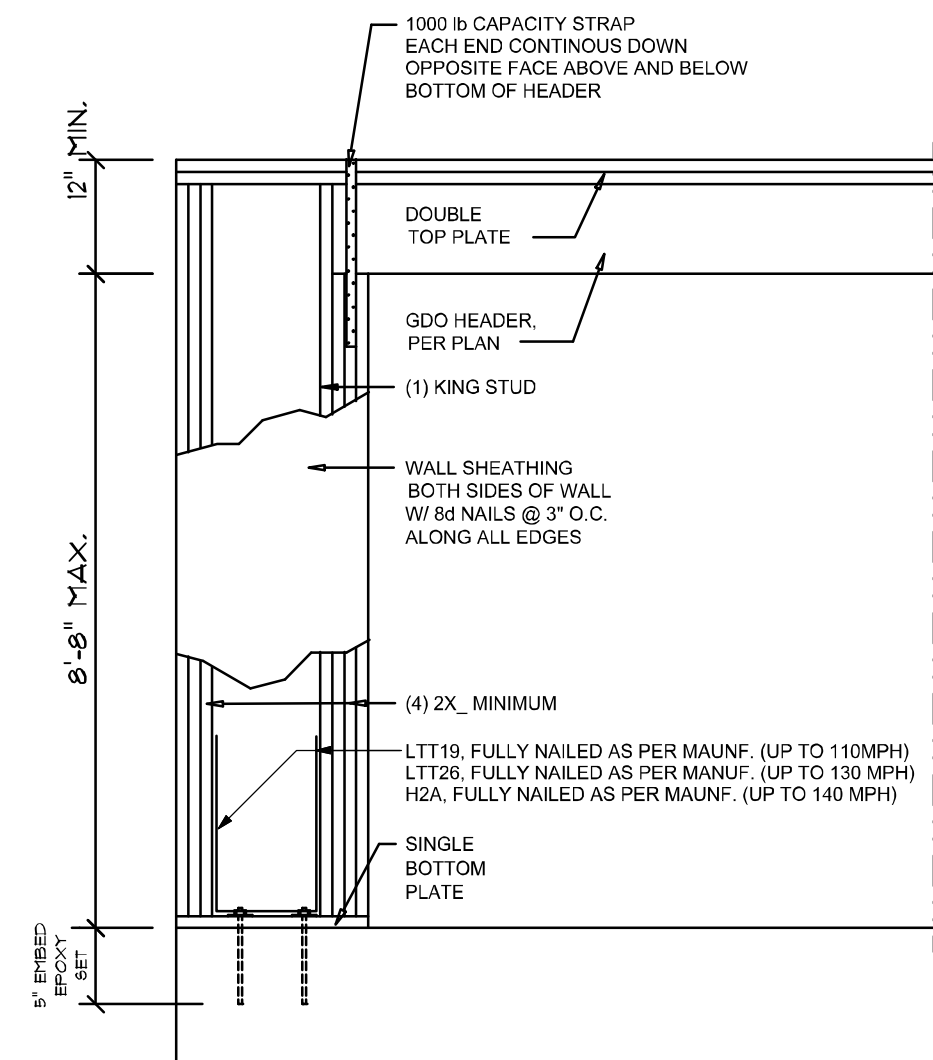 1000 lb CAPACITY STRAP
EACH END CONTINOUS DOWN
OPPOSITE FACE ABOVE AND BELOW
BOTTOM OF HEADER
12" MIN.
DOUBLE
TOP PLATE
GDO HEADER,
PER PLAN
(1) KING STUD
WALL SHEATHING
BOTH SIDES OF WALL
W/ 8d NAILS @ 3" O.C.
ALONG ALL EDGES
8'-8" MAX.
(4) 2X_ MINIMUM
LTT19, FULLY NAILED AS PER MAUNF. (UP TO 110MPH)
LTT26, FULLY NAILED AS PER MANUF. (UP TO 130 MPH)
H2A, FULLY NAILED AS PER MAUNF. (UP TO 140 MPH)
SINGLE
BOTTOM
PLATE
5" EMBED
EPOXY
SET